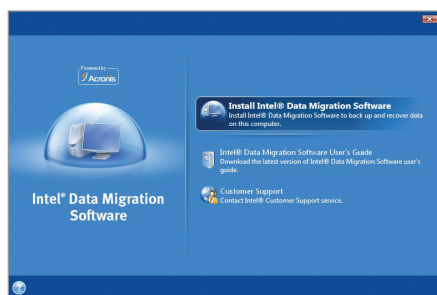 Powered by
Acronis
Intel® Data Migration
Software
Install Intel® Data Migration Software
Install Intel® Data Migration Software to back up and recover data
on this computer.
Intel® Data Migration Software User's Guide
Download the latest version of Intel® Data Migration Software user's
guide.
Customer Support
Contact Intel® Customer Support service.
?